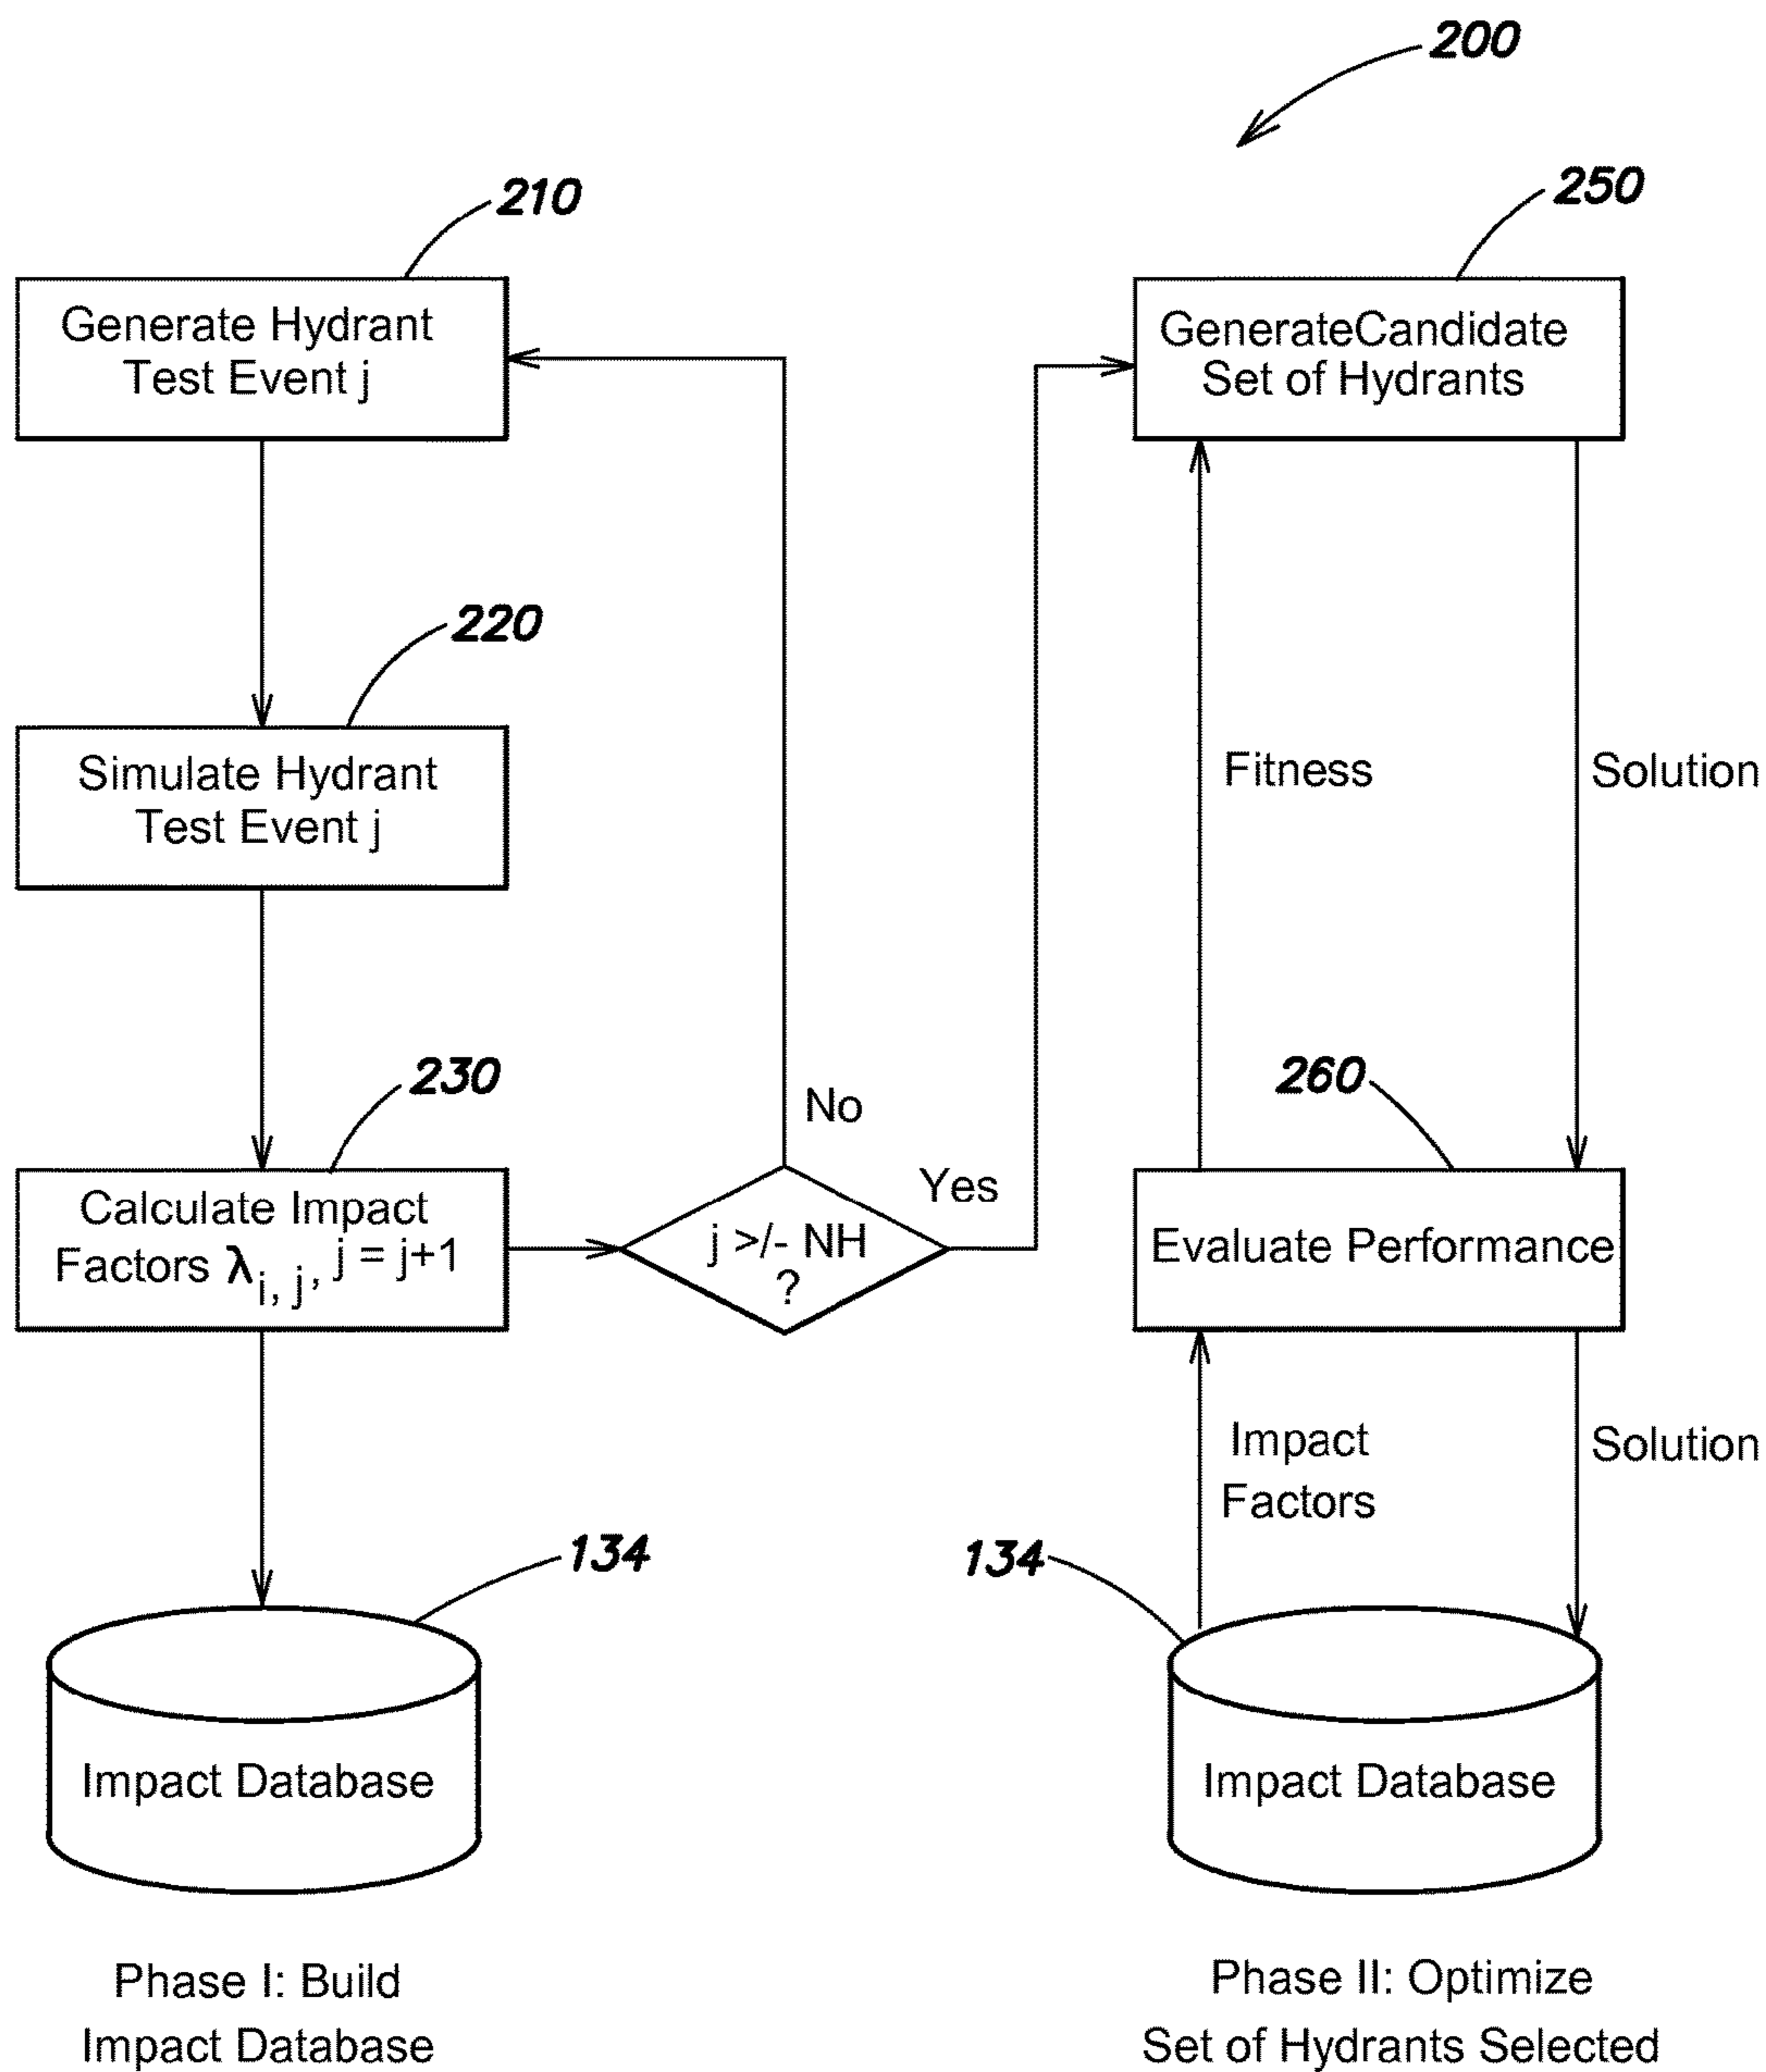 200
210
Generate Hydrant
Test Event j
220
Simulate Hydrant
Test Event j
230
Calculate Impact
Factors λi, j, j = j+1
No
Yes
j >/- NH
?
134
Impact Database
Phase I: Build
Impact Database
250
GenerateCandidate
Set of Hydrants
Fitness
Solution
260
Evaluate Performance
Impact
Factors
Solution
134
Impact Database
Phase II: Optimize
Set of Hydrants Selected